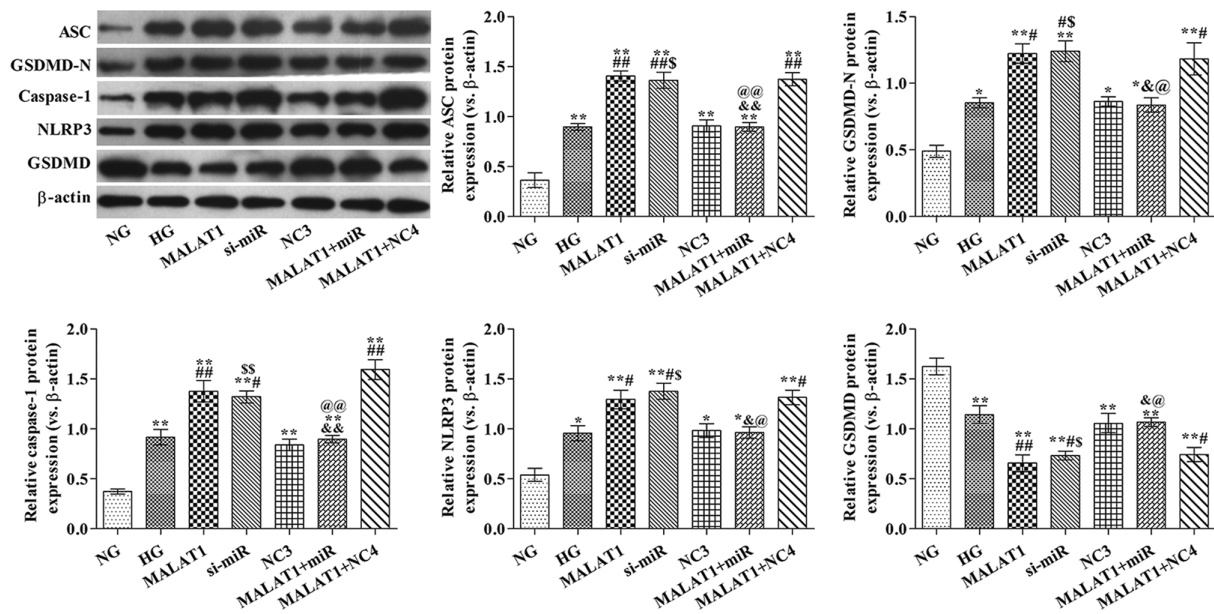 ASC
GSDMD-N
Caspase-1
NLRP3
GSDMD
β-actin
NG
HG
MALAT1
si-miR
NC3
MALAT1+miR
MALAT1+NC4
Relative ASC protein
expression (vs. β-actin)
2.0
1.5
1.0
0.5
0.0
**
**
##
**
##$
**
@@
&&
**
**
##
NG
HG
MALAT1
si-miR
NC3
MALAT1+miR
MALAT1+NC4
Relative GSDMD-N protein
expression (vs. β-actin)
1.5
1.0
0.5
0.0
*
**#
#$
**
*
*&@
**#
NG
HG
MALAT1
si-miR
NC3
MALAT1+miR
MALAT1+NC4
Relative caspase-1 protein
expression (vs. β-actin)
2.0
1.5
1.0
0.5
0.0
**
**
##
$$
**#
**
@@
**
&&
**
##
NG
HG
MALAT1
si-miR
NC3
MALAT1+miR
MALAT1+NC4
Relative NLRP3 protein
expression (vs. β-actin)
2.0
1.5
1.0
0.5
0.0
*
**#
**#$
*
*&@
**#
NG
HG
MALAT1
si-miR
NC3
MALAT1+miR
MALAT1+NC4
Relative GSDMD protein
expression (vs. β-actin)
2.0
1.5
1.0
0.5
0.0
**
**
##
**#$
**
&@
**
**#
NG
HG
MALAT1
si-miR
NC3
MALAT1+miR
MALAT1+NC4